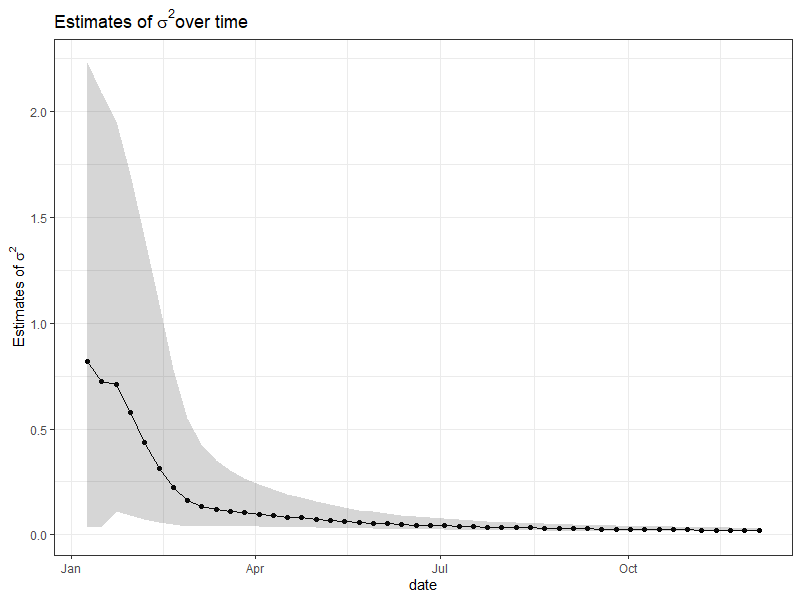 Estimates of σ²over time
Estimates of σ²
2.0
1.5
1.0
0.5
0.0
Jan Apr Jul Oct
date